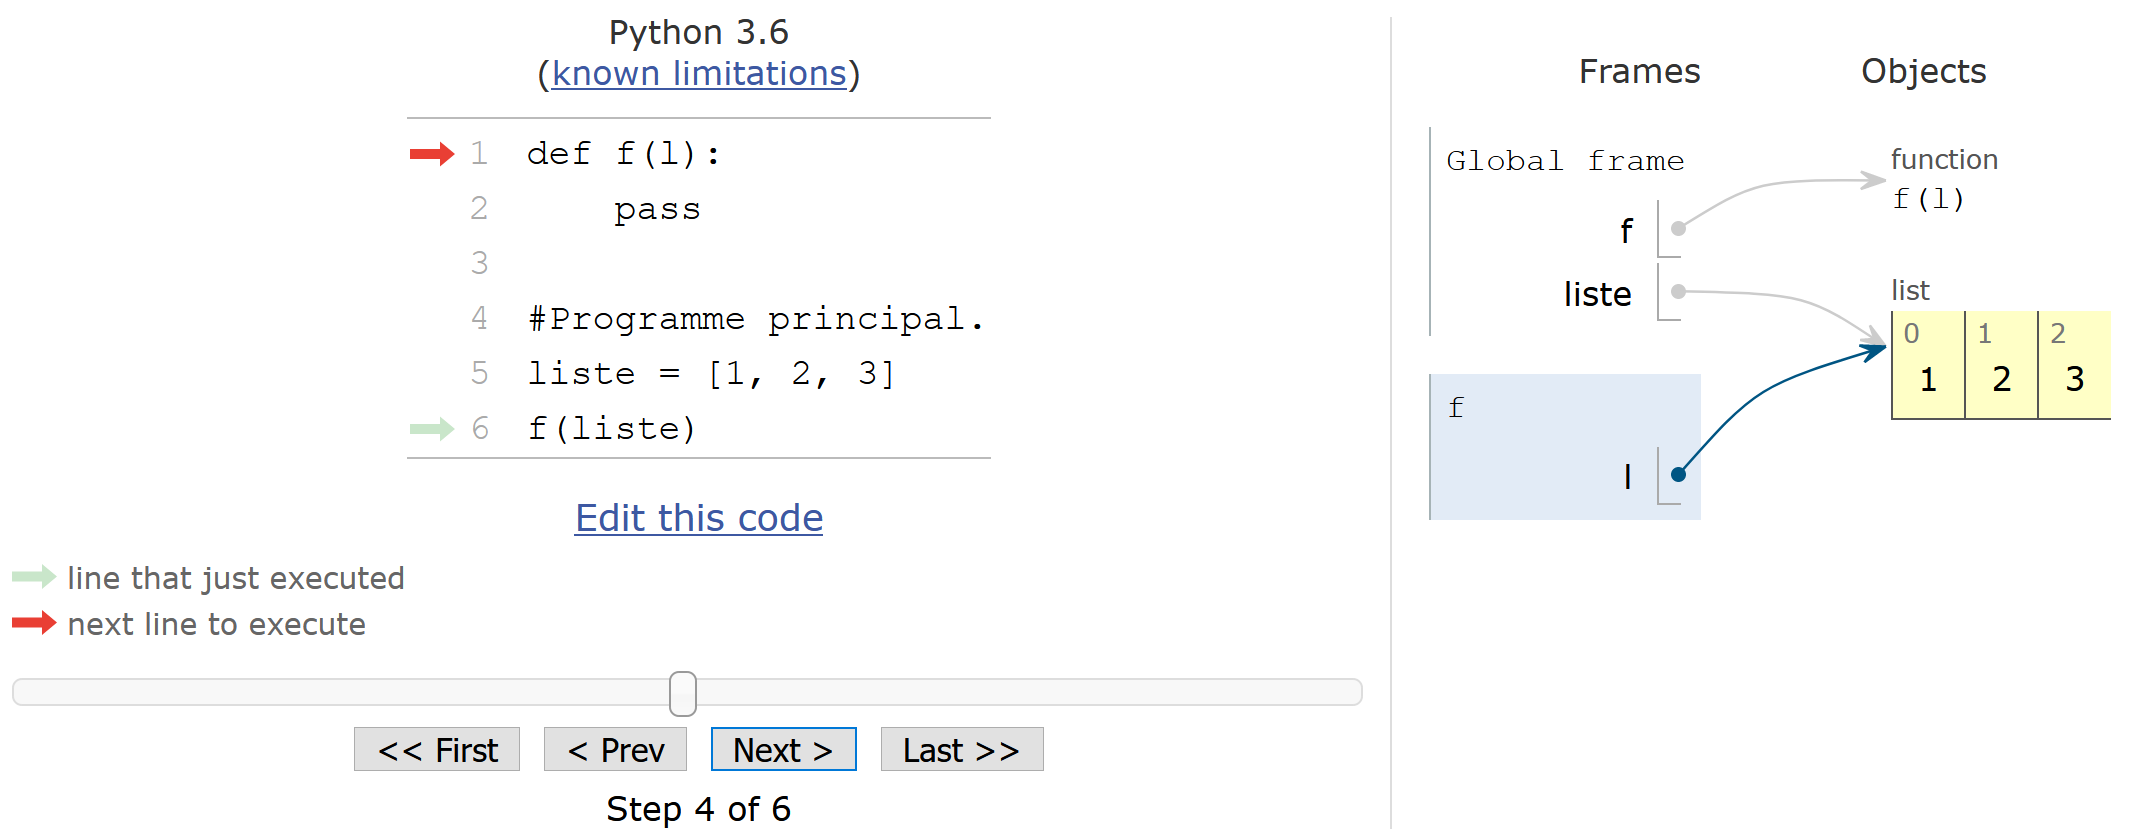 Python 3.6
(known limitations)
1 def f(l):
2     pass
3
4 #Programme principal.
5 liste = [1, 2, 3]
6 f(liste)
Edit this code
line that just executed
next line to execute
<< First < Prev Next > Last >>
Step 4 of 6
Frames Objects
Global frame
f
liste
function
f(l)
list
0 1 2
1 2 3
f
l